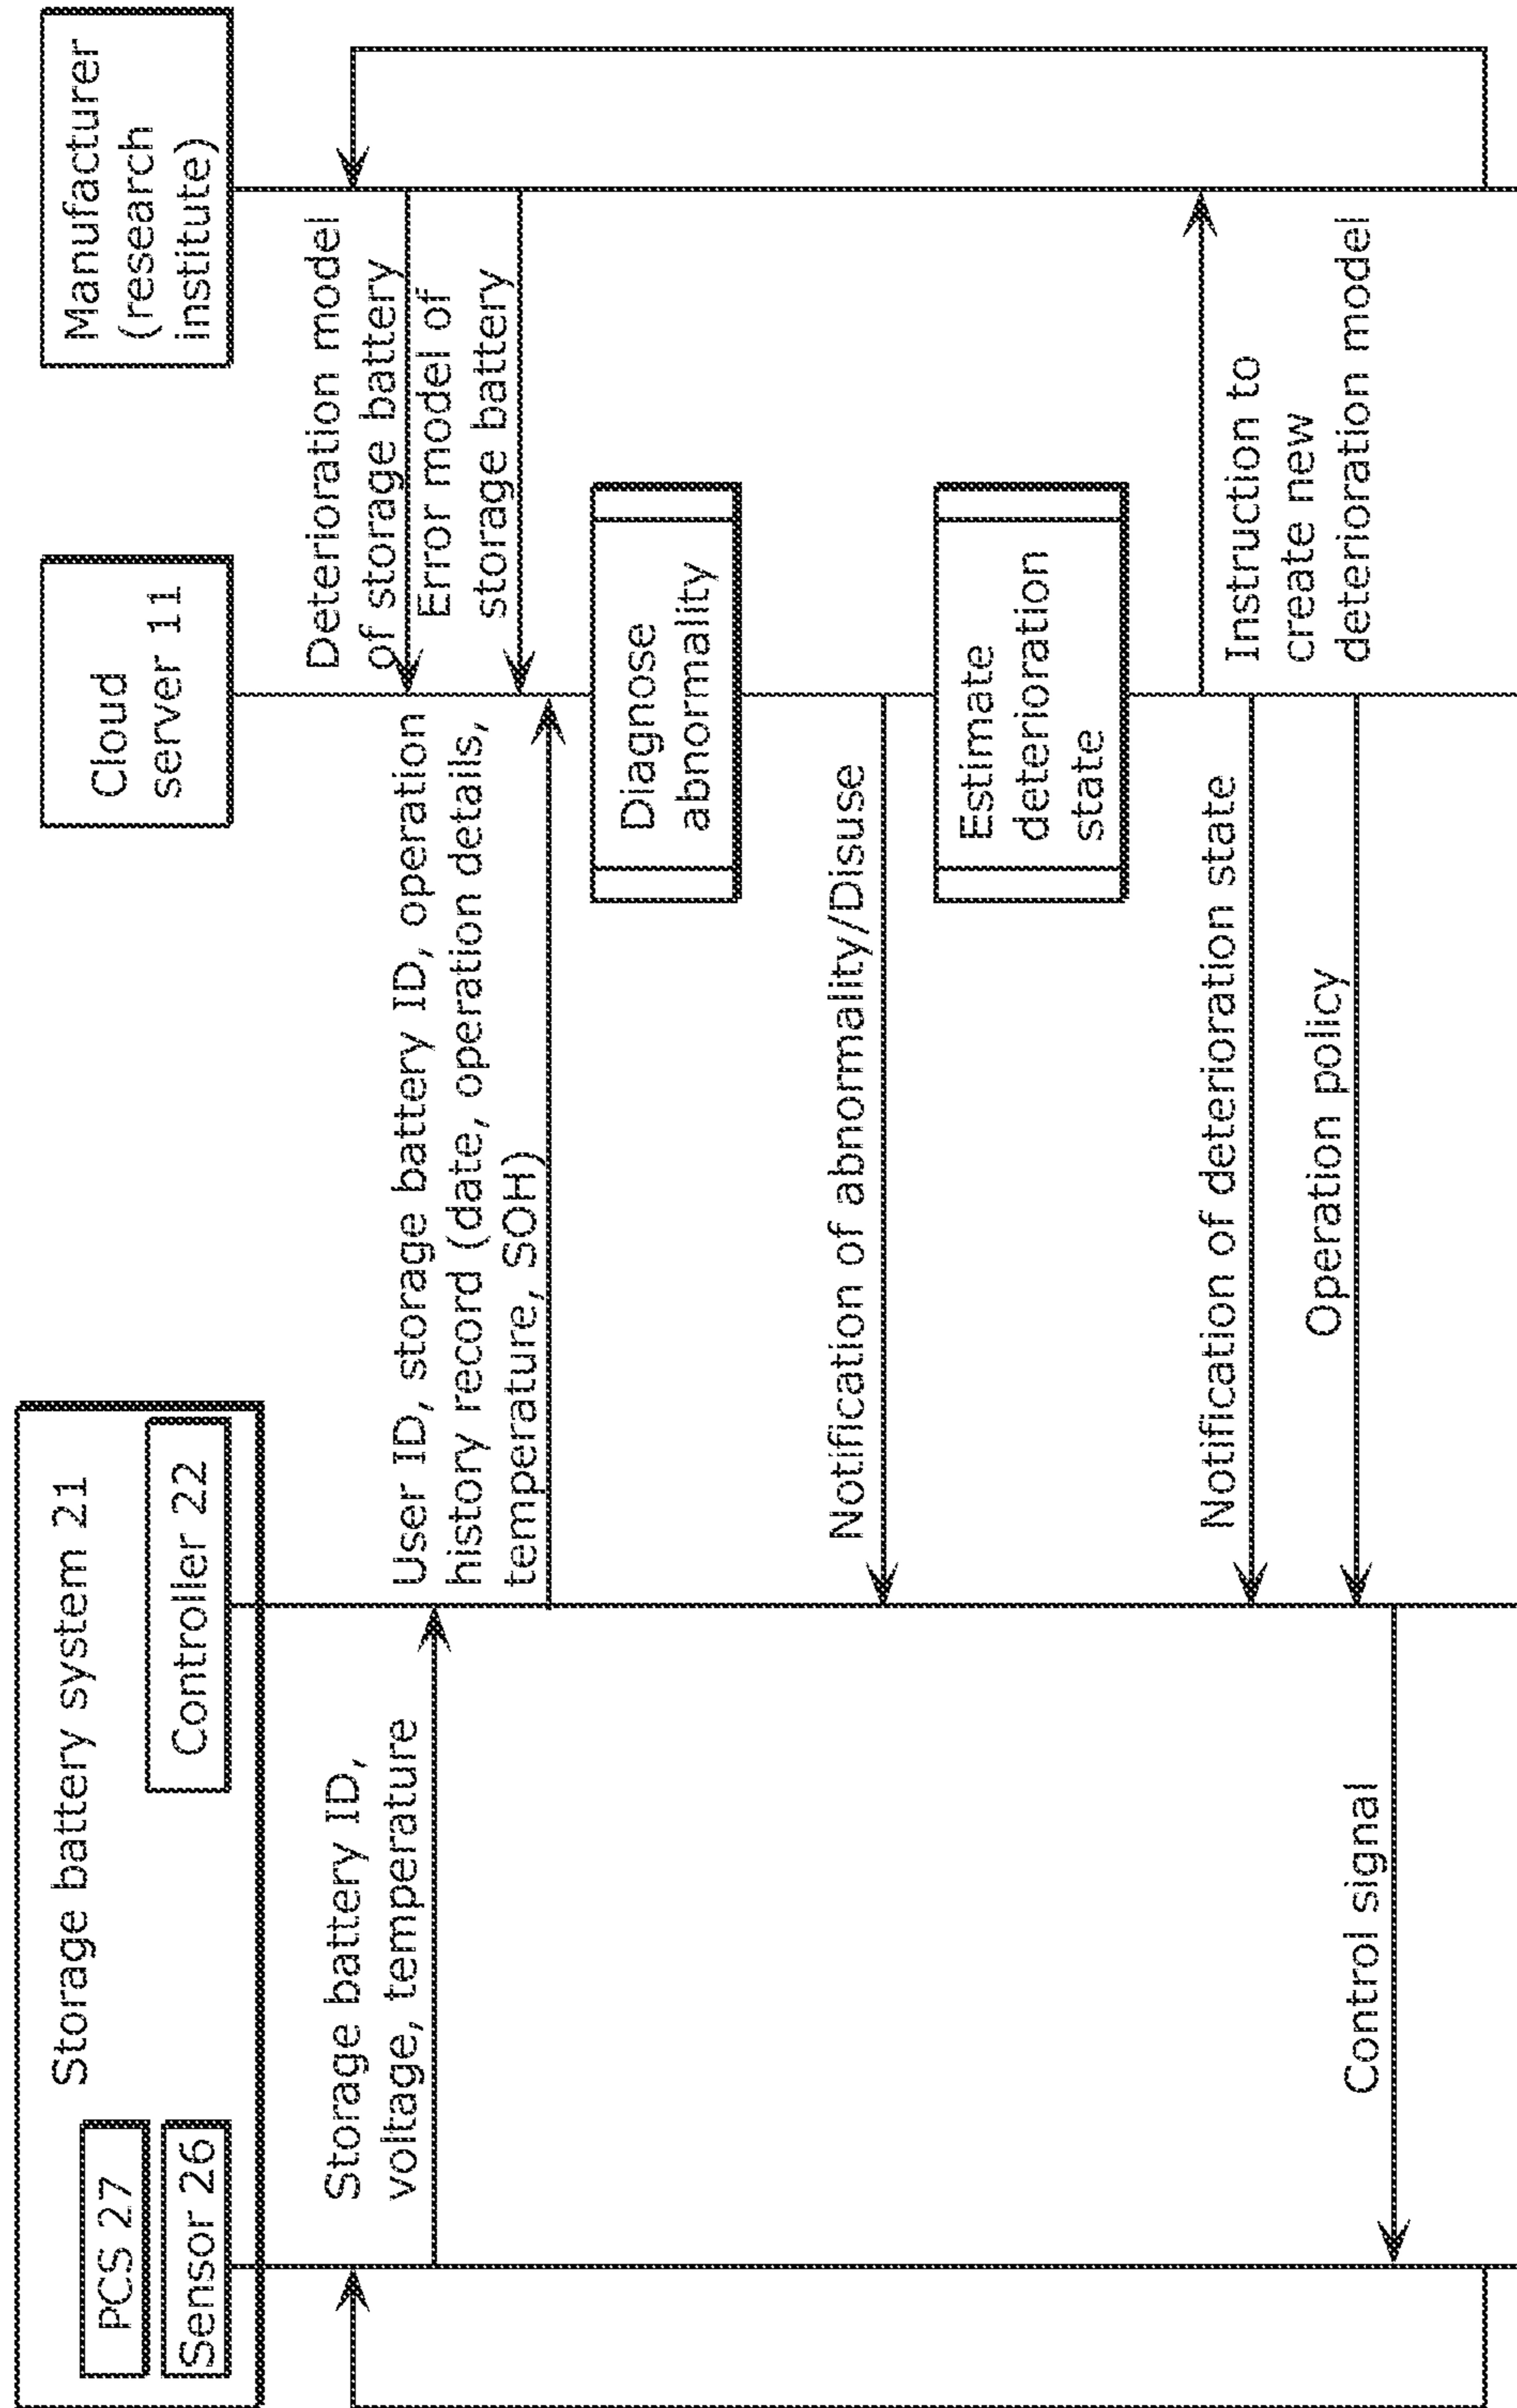 Storage battery system 21
PCS 27
Sensor 26
Controller 22
Cloud
server 11
Manufacturer
(research
institute)
Deterioration model
of storage battery
Error model of
storage battery
Storage battery ID,
voltage, temperature
User ID, storage battery ID, operation
history record (date, operation details,
temperature, SOH)
Diagnose
abnormality
Notification of abnormality/Disuse
Estimate
deterioration
state
Instruction to
create new
deterioration model
Notification of deterioration state
Operation policy
Control signal